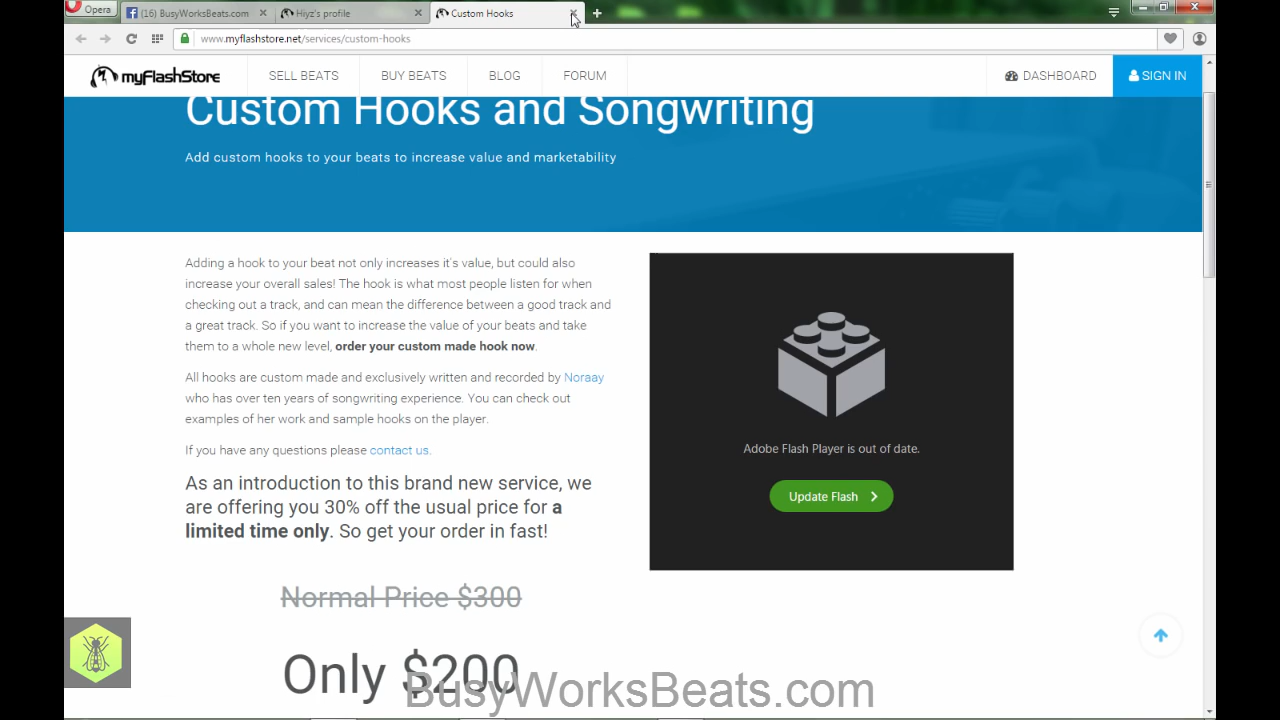 Opera
(16) BusyWorksBeats.com
Hiyz's profile
Custom Hooks
www.myflashstore.net/services/custom-hooks
myFlashStore
SELL BEATS
BUY BEATS
BLOG
FORUM
DASHBOARD
SIGN IN
Custom Hooks and Songwriting
Add custom hooks to your beats to increase value and marketability
Adding a hook to your beat not only increases it's value, but could also
increase your overall sales! The hook is what most people listen for when
checking out a track, and can mean the difference between a good track and
a great track. So if you want to increase the value of your beats and take
them to a whole new level, order your custom made hook now.
All hooks are custom made and exclusively written and recorded by Noraay
who has over ten years of songwriting experience. You can check out
examples of her work and sample hooks on the player.
If you have any questions please contact us.
As an introduction to this brand new service, we
are offering you 30% off the usual price for a
limited time only. So get your order in fast!
Normal Price $300
Only $200
Adobe Flash Player is out of date.
Update Flash
BusyWorksBeats.com